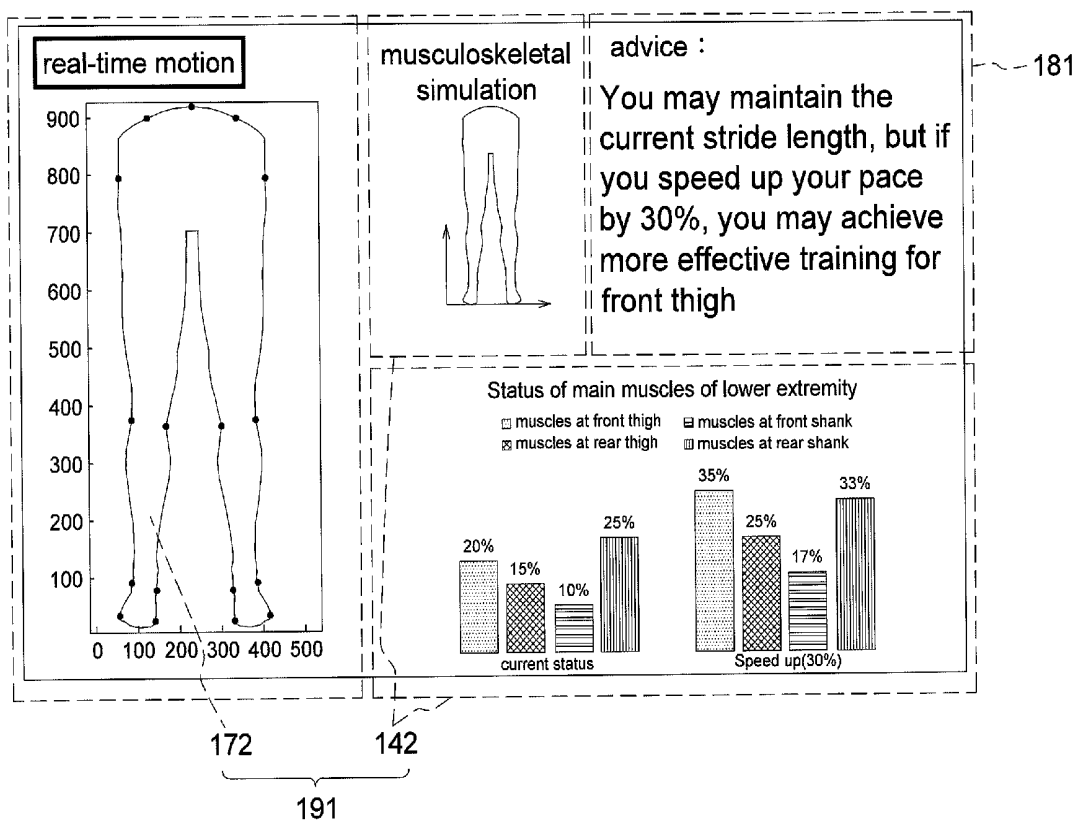 real-time motion
900
800
700
600
500
400
300
200
100
0 100 200 300 400 500
musculoskeletal
simulation
advice：
You may maintain the
current stride length, but if
you speed up your pace
by 30%, you may achieve
more effective training for
front thigh
181
Status of main muscles of lower extremity
muscles at front thigh muscles at front shank
muscles at rear thigh muscles at rear shank
20% 15% 10% 25%
current status
35% 25% 17% 33%
Speed up(30%)
172 142
191